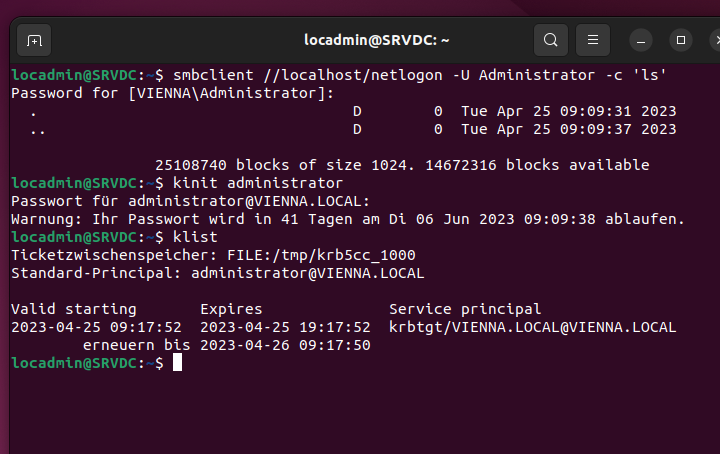 locadmin@SRVDC: ~
locadmin@SRVDC:~$ smbclient //localhost/netlogon -U Administrator -c 'ls'
Password for [VIENNA\Administrator]:
  .                                   D        0  Tue Apr 25 09:09:31 2023
  ..                                  D        0  Tue Apr 25 09:09:37 2023

                25108740 blocks of size 1024. 14672316 blocks available
locadmin@SRVDC:~$ kinit administrator
Passwort für administrator@VIENNA.LOCAL:
Warnung: Ihr Passwort wird in 41 Tagen am Di 06 Jun 2023 09:09:38 ablaufen.
locadmin@SRVDC:~$ klist
Ticketzwischenspeicher: FILE:/tmp/krb5cc_1000
Standard-Principal: administrator@VIENNA.LOCAL

Valid starting       Expires              Service principal
2023-04-25 09:17:52  2023-04-25 19:17:52  krbtgt/VIENNA.LOCAL@VIENNA.LOCAL
        erneuern bis 2023-04-26 09:17:50
locadmin@SRVDC:~$